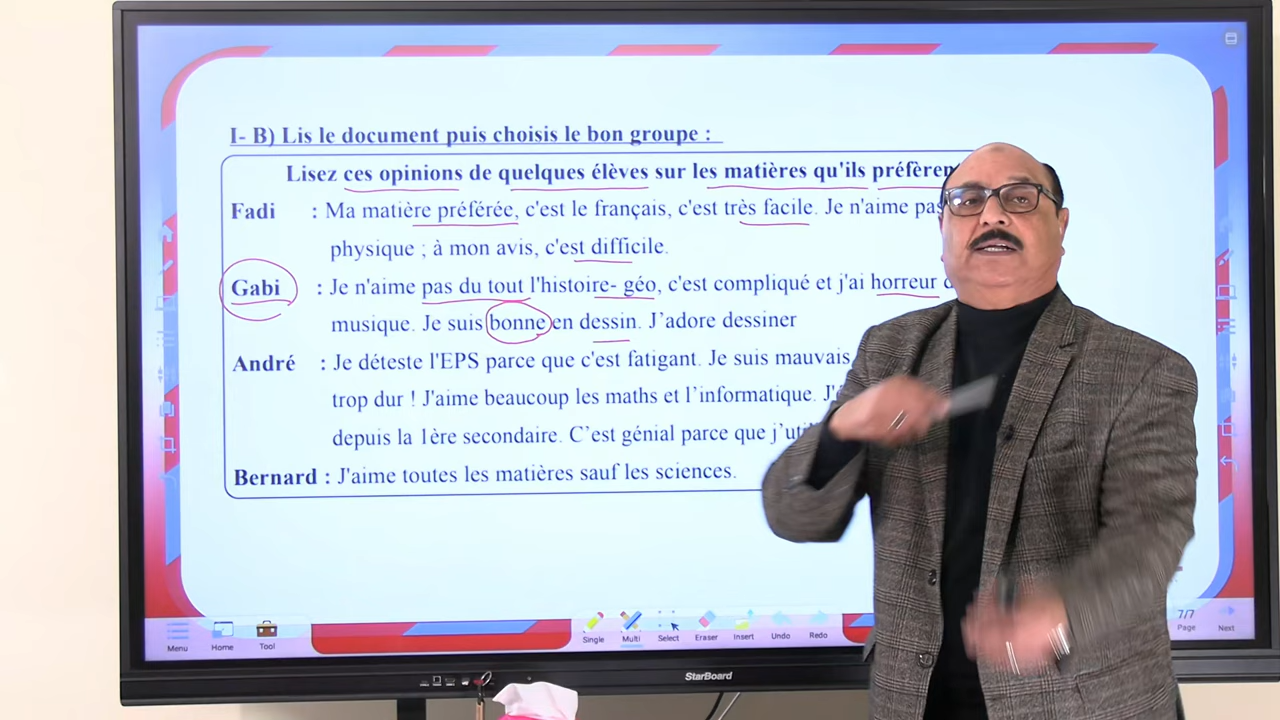 I- B) Lis le document puis choisis le bon groupe :
Lisez ces opinions de quelques élèves sur les matières qu'ils préfèren
Fadi : Ma matière préférée, c'est le français, c'est très facile. Je n'aime pas
physique ; à mon avis, c'est difficile.
Gabi : Je n'aime pas du tout l'histoire- géo, c'est compliqué et j'ai horreur
musique. Je suis bonne en dessin. J’adore dessiner
André : Je déteste l'EPS parce que c'est fatigant. Je suis mauvais
trop dur ! J'aime beaucoup les maths et l’informatique.
depuis la 1ère secondaire. C’est génial parce que
Bernard : J'aime toutes les matières sauf les sciences.
Menu Home Tool Single Multi Select Eraser Insert Undo Redo 7/7 Page Next
StarBoard